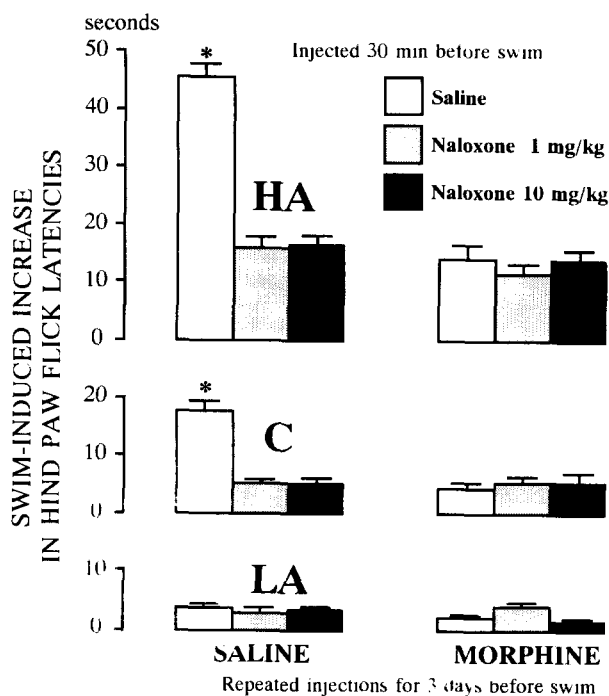 seconds
Injected 30 min before swim
50
40
30
20
10
0
*
Saline
Naloxone 1 mg/kg
Naloxone 10 mg/kg
HA
SWIM-INDUCED INCREASE
IN HIND PAW FLICK LATENCIES
20
10
0
*
C
10
0
LA
SALINE
MORPHINE
Repeated injections for 3 days before swim